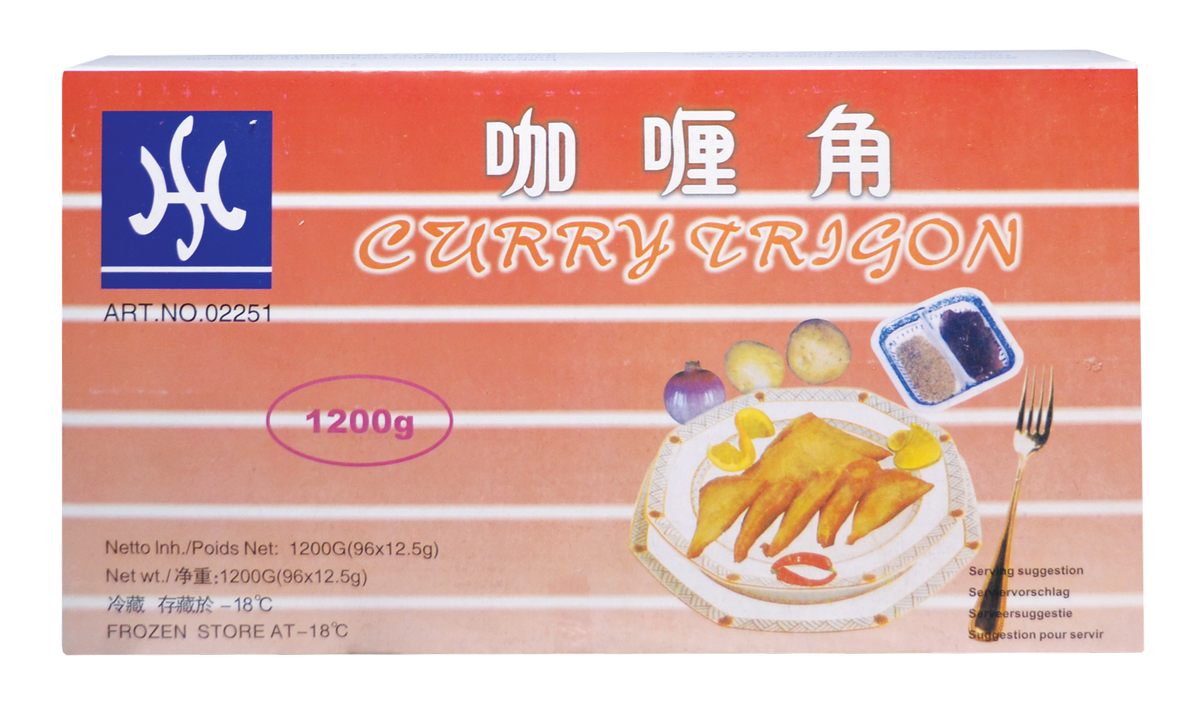 咖喱角
CURRY TRIGON
ART.NO.02251
1200g
Netto Inh./Poids Net: 1200G(96x12.5g)
Net wt./净重:1200G(96x12.5g)
冷藏 存藏於 -18℃
FROZEN STORE AT-18℃
Serving suggestion
Serviervorschlag
Serveersuggestie
Suggestion pour servir